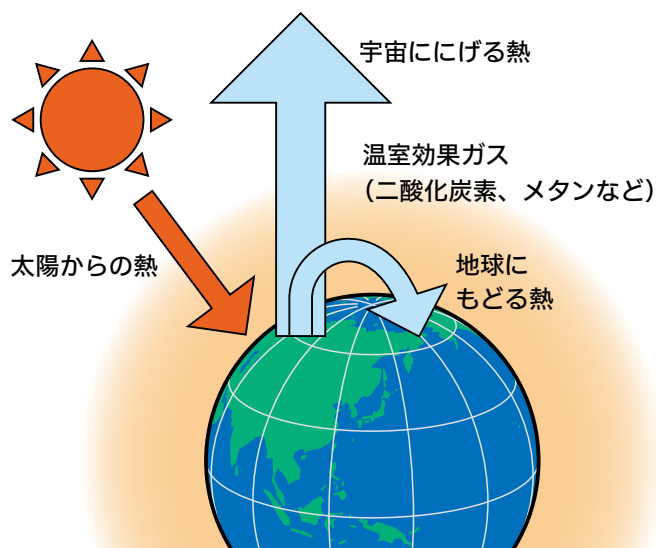 宇宙ににげる熱
温室効果ガス
（二酸化炭素、メタンなど）
太陽からの熱
地球に
もどる熱